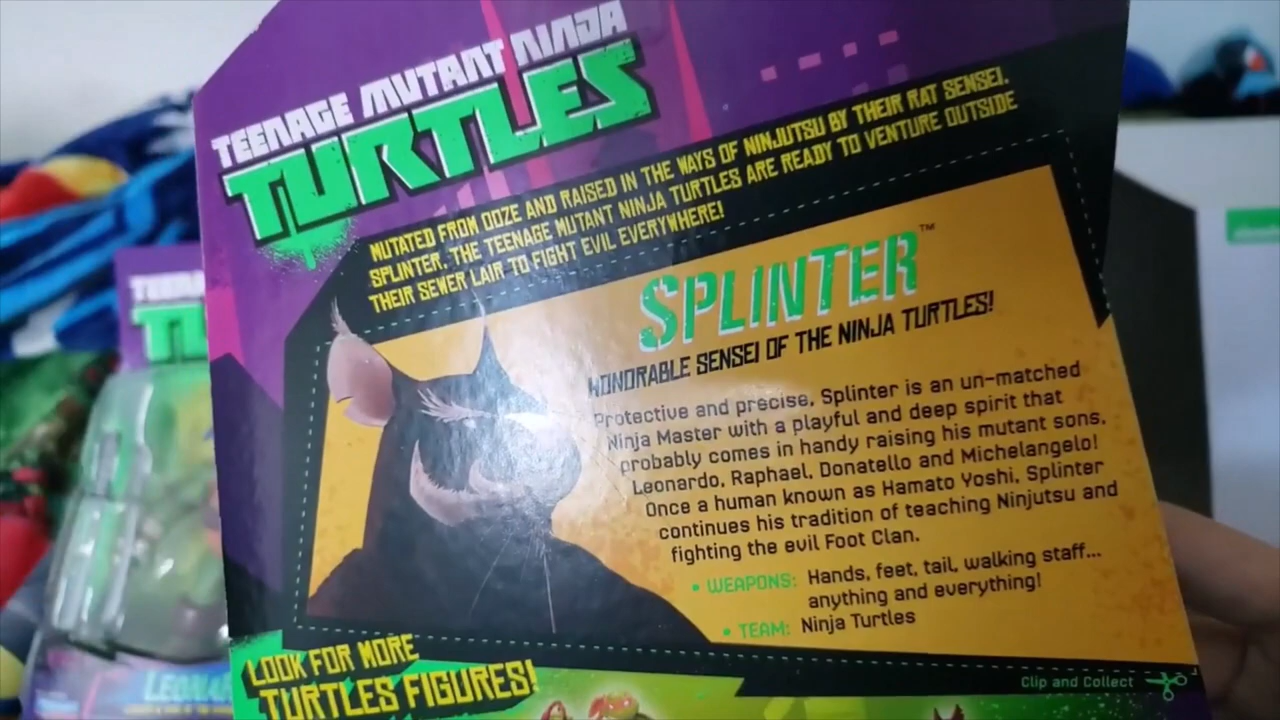 TEENAGE MUTANT NINJA
TURTLES
MUTATED FROM OOZE AND RAISED IN THE WAYS OF NINJUTSU BY THEIR RAT SENSEI,
SPLINTER, THE TEENAGE MUTANT NINJA TURTLES ARE READY TO VENTURE OUTSIDE
THEIR SEWER LAIR TO FIGHT EVIL EVERYWHERE!
SPLINTER™
HONORABLE SENSEI OF THE NINJA TURTLES!
Protective and precise, Splinter is an un-matched
Ninja Master with a playful and deep spirit that
probably comes in handy raising his mutant sons,
Leonardo, Raphael, Donatello and Michelangelo!
Once a human known as Hamato Yoshi, Splinter
continues his tradition of teaching Ninjutsu and
fighting the evil Foot Clan.
• WEAPONS: Hands, feet, tail, walking staff...
anything and everything!
• TEAM: Ninja Turtles
Clip and Collect
LOOK FOR MORE
TURTLES FIGURES!
TEENA
TU
LEONA